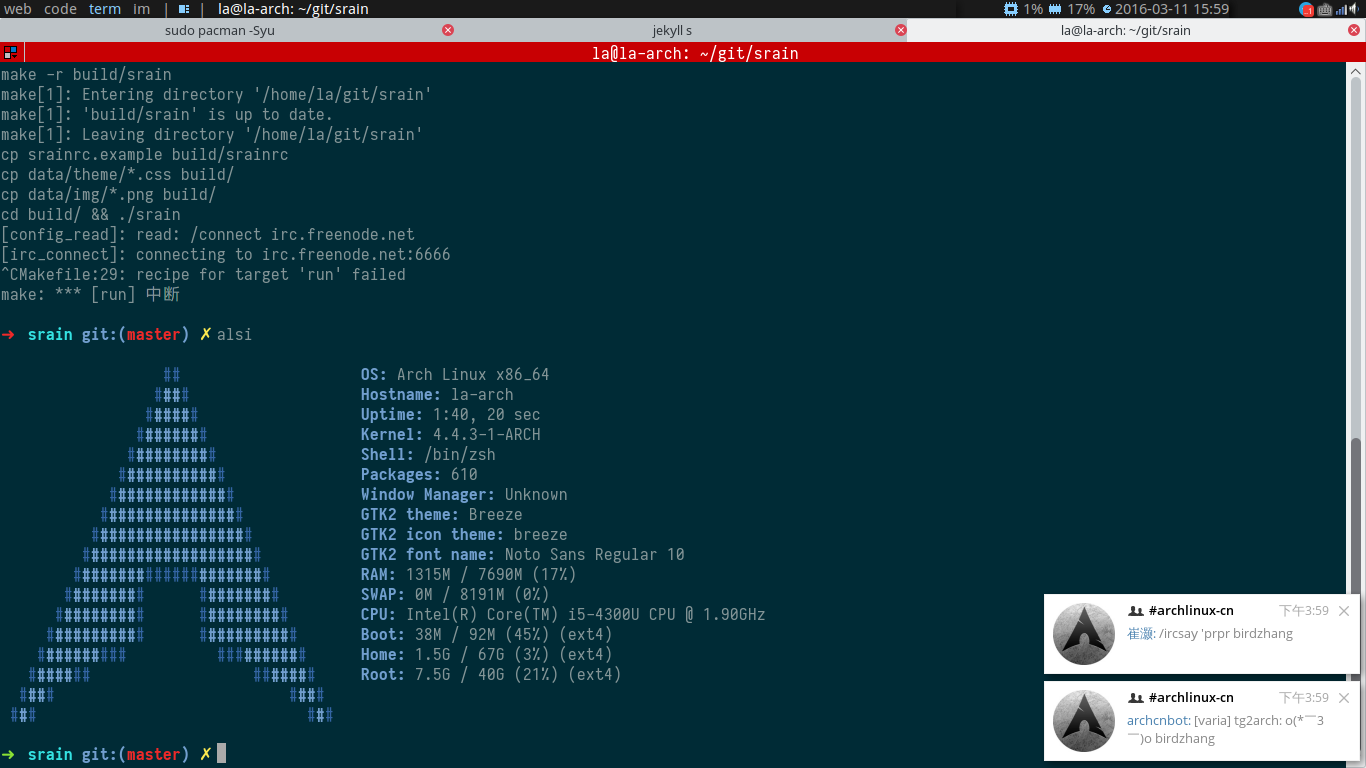 web code term im | | la@la-arch: ~/git/srain 1% 17% 2016-03-11 15:59
sudo pacman -Syu jekyll s la@la-arch: ~/git/srain
la@la-arch: ~/git/srain
make -r build/srain
make[1]: Entering directory '/home/la/git/srain'
make[1]: 'build/srain' is up to date.
make[1]: Leaving directory '/home/la/git/srain'
cp srainrc.example build/srainrc
cp data/theme/*.css build/
cp data/img/*.png build/
cd build/ && ./srain
[config_read]: read: /connect irc.freenode.net
[irc_connect]: connecting to irc.freenode.net:6666
^CMakefile:29: recipe for target 'run' failed
make: *** [run] 中断
➜ srain git:(master) ✗ alsi
OS: Arch Linux x86_64
Hostname: la-arch
Uptime: 1:40, 20 sec
Kernel: 4.4.3-1-ARCH
Shell: /bin/zsh
Packages: 610
Window Manager: Unknown
GTK2 theme: Breeze
GTK2 icon theme: breeze
GTK2 font name: Noto Sans Regular 10
RAM: 1315M / 7690M (17%)
SWAP: 0M / 8191M (0%)
CPU: Intel(R) Core(TM) i5-4300U CPU @ 1.90GHz
Boot: 38M / 92M (45%) (ext4)
Home: 1.5G / 67G (3%) (ext4)
Root: 7.5G / 40G (21%) (ext4)
➜ srain git:(master) ✗
#archlinux-cn 下午3:59
崔灏: /ircsay 'prpr birdzhang
#archlinux-cn 下午3:59
archcnbot: [varia] tg2arch: o(*￣3
￣)o birdzhang